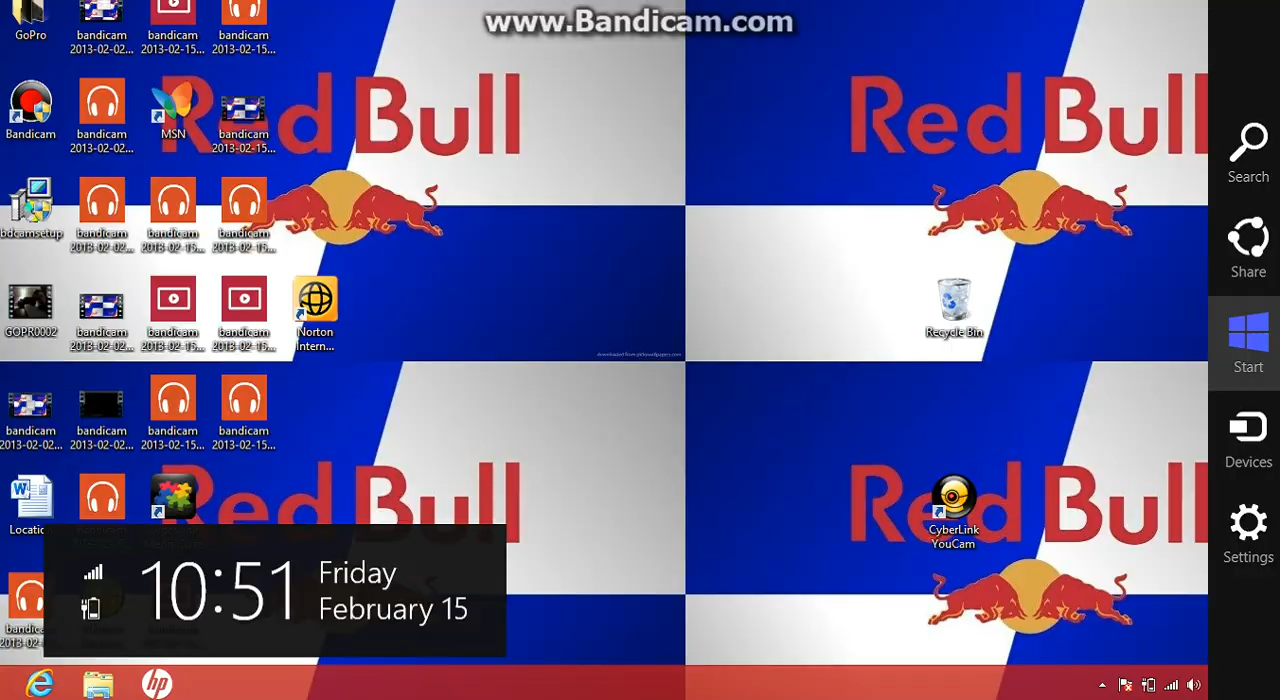 www.Bandicam.com
GoPro
bandicam
2013-02-02...
bandicam
2013-02-15...
bandicam
2013-02-15...
Red Bull
Red Bull
Search
Bandicam
bandicam
2013-02-02...
MSN
bandicam
2013-02-15...
Share
bdcamsetup
bandicam
2013-02-02...
bandicam
2013-02-15...
bandicam
2013-02-15...
GOPR0002
bandicam
2013-02-02...
bandicam
2013-02-15...
bandicam
2013-02-15...
Norton
Intern...
Recycle Bin
Start
bandicam
2013-02-02...
bandicam
2013-02-02...
bandicam
2013-02-15...
bandicam
2013-02-15...
Devices
Red Bull
Red Bull
CyberLink
YouCam
Settings
10:51
Friday
February 15
hp